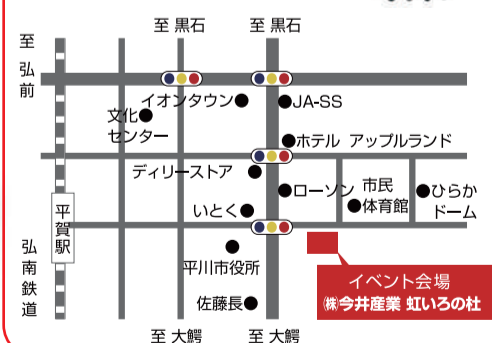 至 黒石
至 黒石
至
弘
前
イオンタウン
JA-SS
文化
センター
ホテル アップルランド
ディリーストア
ローソン
市民
体育館
ひらか
ドーム
いとく
平賀駅
弘南鉄道
平川市役所
イベント会場
㈱今井産業 虹いろの杜
佐藤長
至 大鰐
至 大鰐